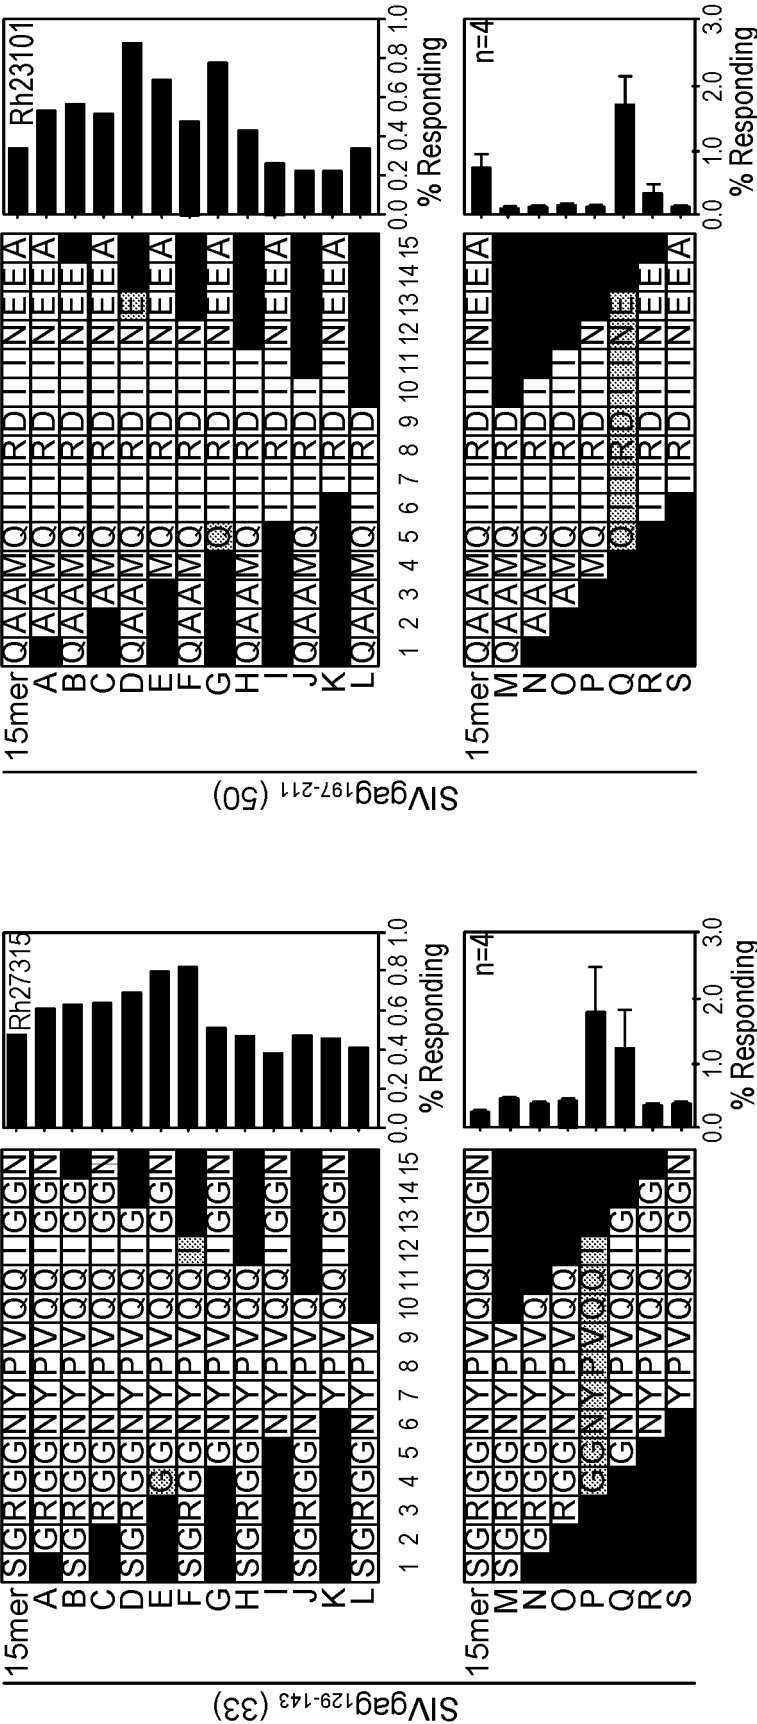 SIVgag129-143 (33)
15mer S G R G G N Y P V Q Q T G G N
A G R G G N Y P V Q Q T G G N
B S G R G G N Y P V Q Q T G G
C R G G N Y P V Q Q T G G N
D S G R G G N Y P V Q Q T G
E G G N Y P V Q Q T G G N
F S G R G G N Y P V Q Q T
G G N Y P V Q Q T G G N
H S G R G G N Y P V Q Q
I N Y P V Q Q T G G N
J S G R G G N Y P V Q
K Y P V Q Q T G G N
L S G R G G N Y P V
1 2 3 4 5 6 7 8 9 10 11 12 13 14 15
Rh27315
0.0 0.2 0.4 0.6 0.8 1.0
% Responding
15mer S G R G G N Y P V Q Q T G G N
M S G R G G N Y P V
N G R G G N Y P V Q
O R G G N Y P V Q Q
P G G N Y P V Q Q T
Q G N Y P V Q Q T G
R N Y P V Q Q T G G
S Y P V Q Q T G G N
n=4
0.0 1.0 2.0 3.0
% Responding
SIVgag197-211 (50)
15mer Q A A M Q I I R D I I N E E A
A A A M Q I I R D I I N E E A
B Q A A M Q I I R D I I N E E
C A M Q I I R D I I N E E A
D Q A A M Q I I R D I I N E
E M Q I I R D I I N E E A
F Q A A M Q I I R D I I N
G Q I I R D I I N E E A
H Q A A M Q I I R D I I
I I I R D I I N E E A
J Q A A M Q I I R D I
K I R D I I N E E A
L Q A A M Q I I R D
1 2 3 4 5 6 7 8 9 10 11 12 13 14 15
Rh23101
0.0 0.2 0.4 0.6 0.8 1.0
% Responding
15mer Q A A M Q I I R D I I N E E A
M Q A A M Q I I R D
N A A M Q I I R D I
O A M Q I I R D I I
P M Q I I R D I I N
Q Q I I R D I I N E
R I I R D I I N E E
S I R D I I N E E A
n=4
0.0 1.0 2.0 3.0
% Responding